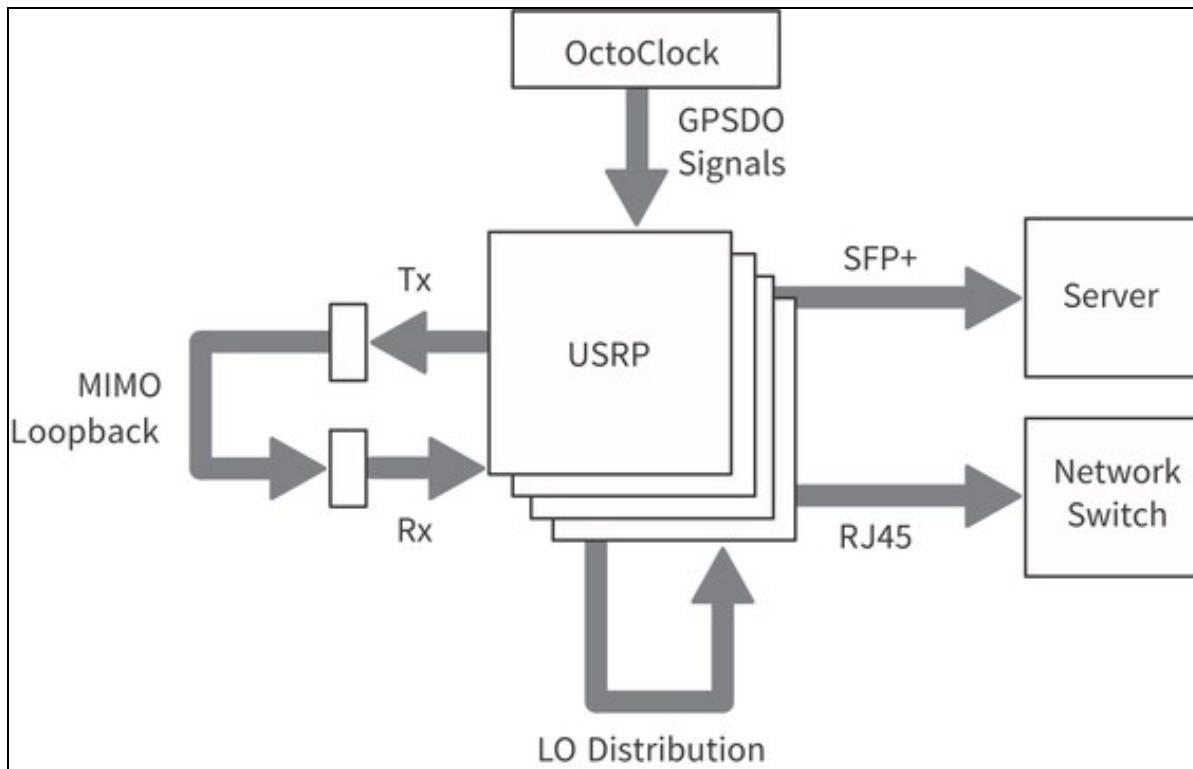 OctoClock
GPSDO
Signals
Tx
SFP+
Server
USRP
MIMO
Loopback
Rx
RJ45
Network
Switch
LO Distribution